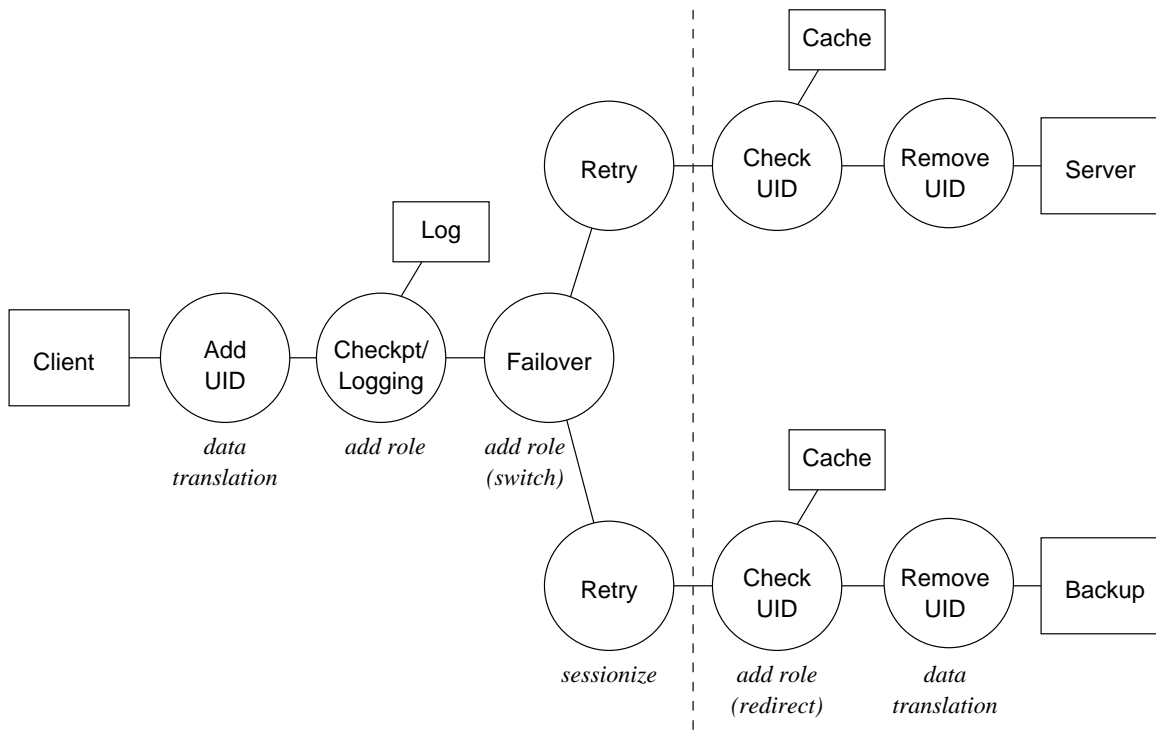 Cache
Retry
Check
UID
Remove
UID
Server
Log
Client
Add
UID
Checkpt/
Logging
Failover
data
translation
add role
add role
(switch)
Cache
Retry
Check
UID
Remove
UID
Backup
sessionize
add role
(redirect)
data
translation